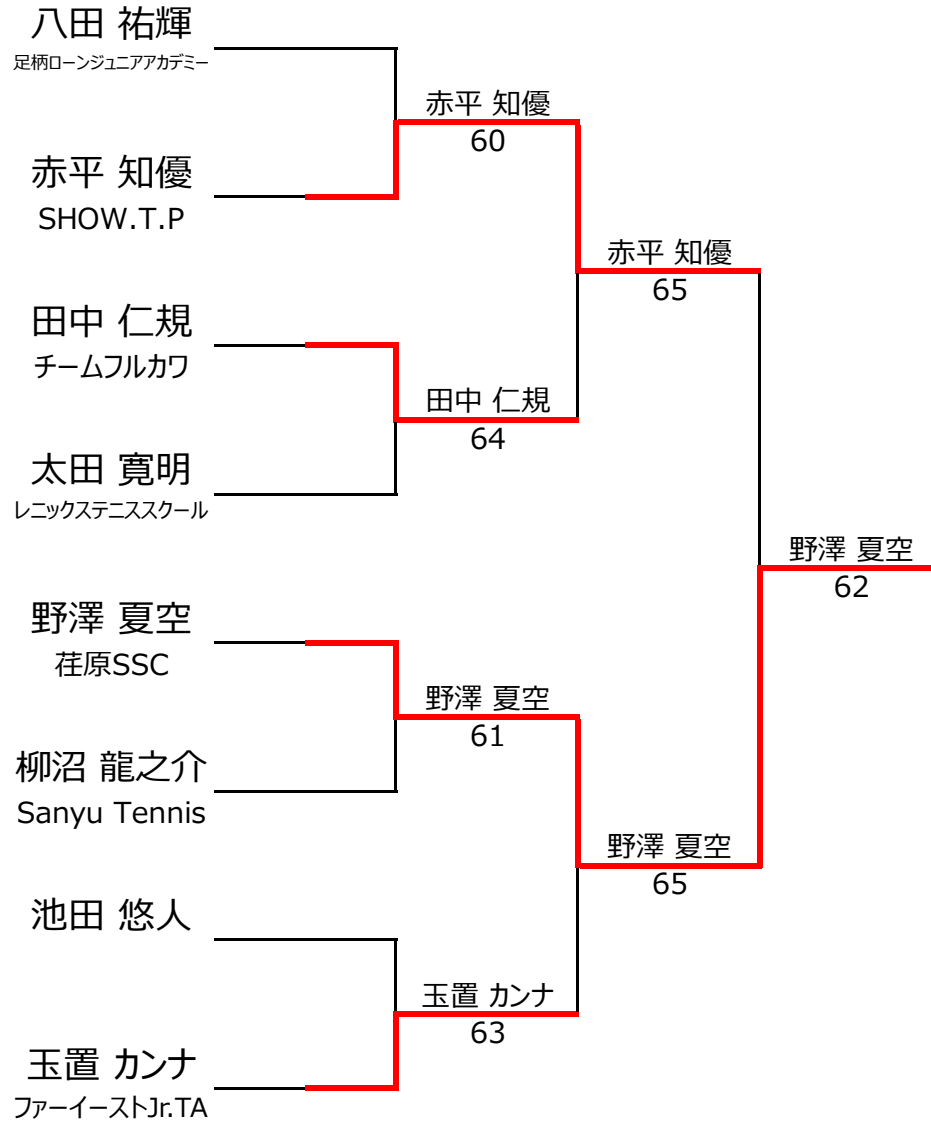 八田 祐輝
足柄ローンジュニアアカデミー
赤平 知優
60
赤平 知優
SHOW.T.P
赤平 知優
65
田中 仁規
チームフルカワ
田中 仁規
64
太田 寛明
レニックステニススクール
野澤 夏空
62
野澤 夏空
荏原SSC
野澤 夏空
61
柳沼 龍之介
Sanyu Tennis
野澤 夏空
65
池田 悠人
玉置 カンナ
63
玉置 カンナ
ファーイーストJr.TA